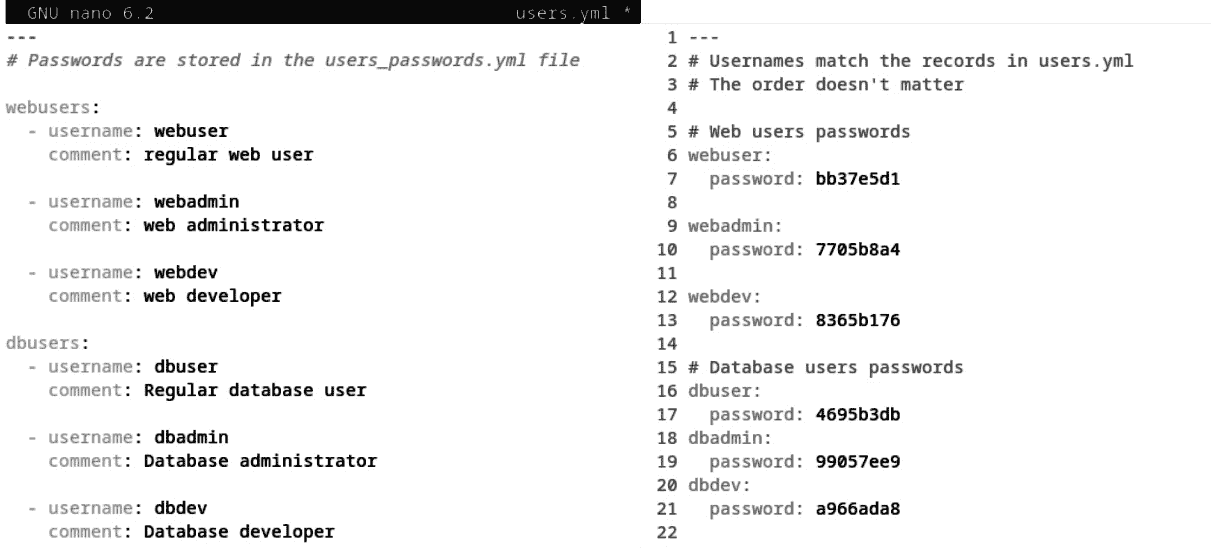 GNU nano 6.2 users.yml *
---
# Passwords are stored in the users_passwords.yml file

webusers:
  - username: webuser
    comment: regular web user

  - username: webadmin
    comment: web administrator

  - username: webdev
    comment: web developer

dbusers:
  - username: dbuser
    comment: Regular database user

  - username: dbadmin
    comment: Database administrator

  - username: dbdev
    comment: Database developer

1 ---
2 # Usernames match the records in users.yml
3 # The order doesn't matter
4
5 # Web users passwords
6 webuser:
7   password: bb37e5d1
8
9 webadmin:
10   password: 7705b8a4
11
12 webdev:
13   password: 8365b176
14
15 # Database users passwords
16 dbuser:
17   password: 4695b3db
18 dbadmin:
19   password: 99057ee9
20 dbdev:
21   password: a966ada8
22